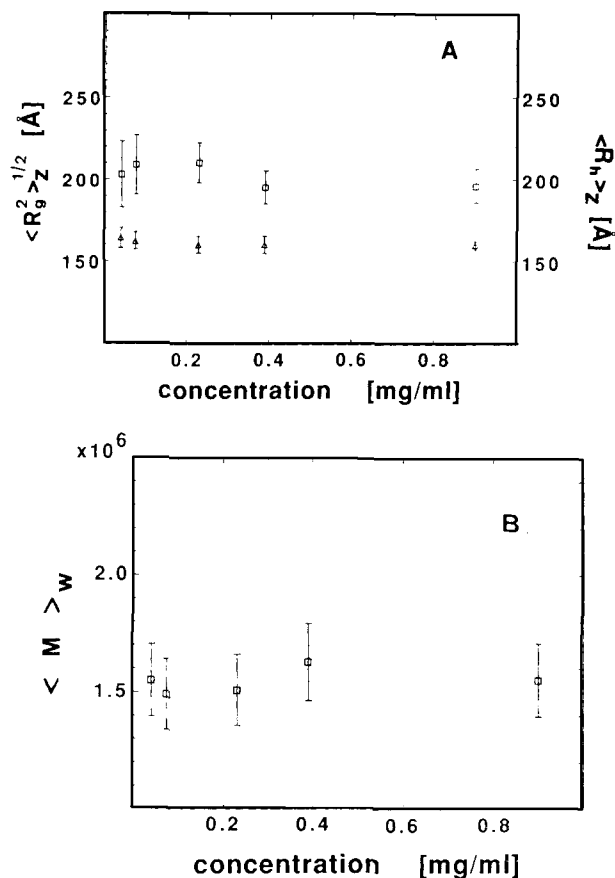 A
<R_g^2>_Z^1/2 [Å]
250
200
150
<R_h>_Z [Å]
250
200
150
0.2 0.4 0.6 0.8
concentration [mg/ml]
x10^6
B
< M >_w
2.0
1.5
0.2 0.4 0.6 0.8
concentration [mg/ml]